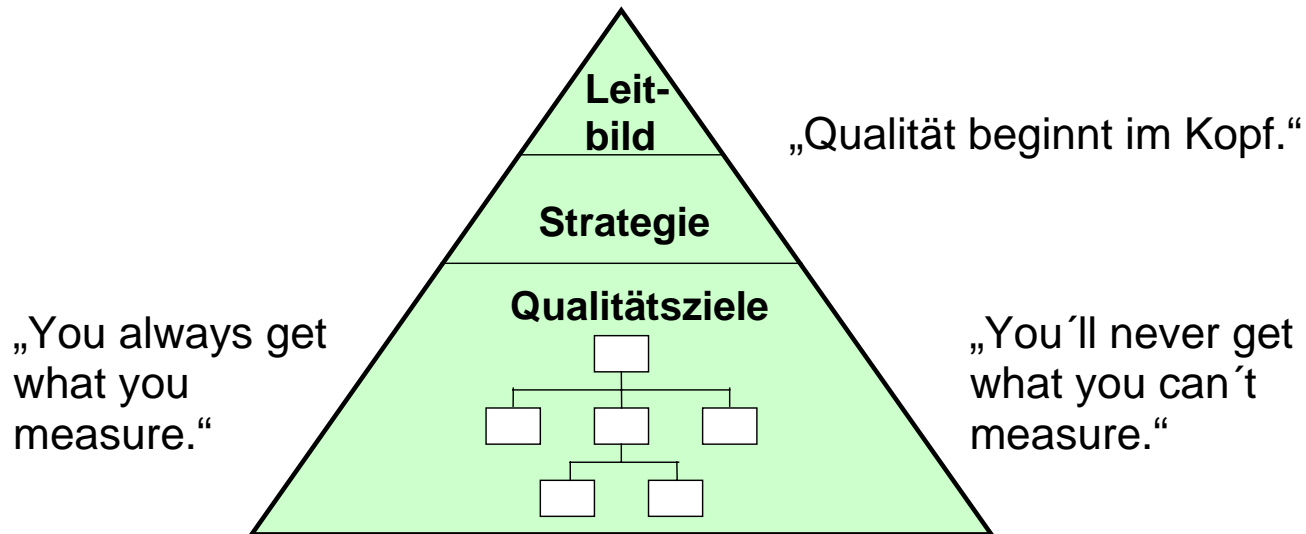 Leit-
bild
„Qualität beginnt im Kopf.“
Strategie
Qualitätsziele
„You always get
what you
measure.“
„You´ll never get
what you can´t
measure.“